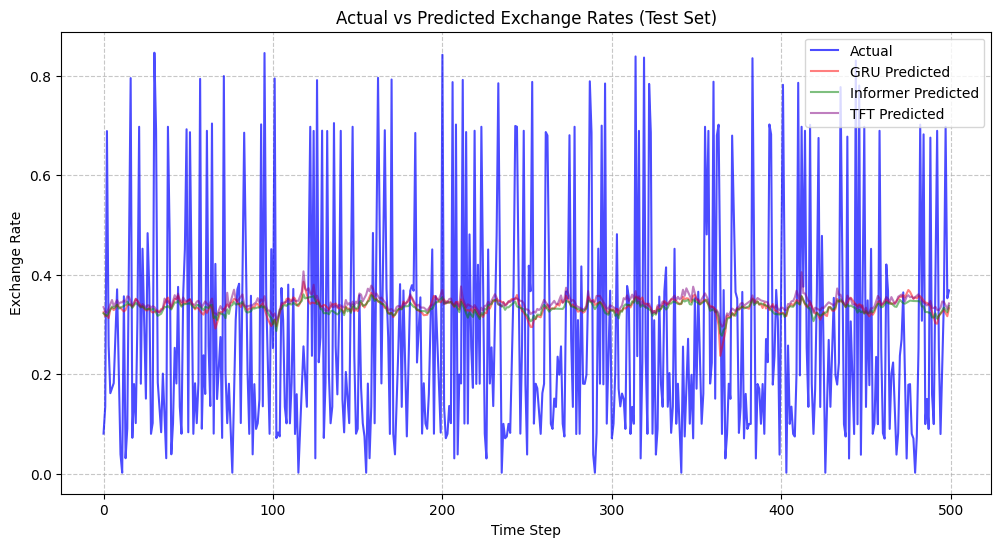 Actual vs Predicted Exchange Rates (Test Set)
Actual
GRU Predicted
Informer Predicted
TFT Predicted
Exchange Rate
0.8
0.6
0.4
0.2
0.0
0
100
200
300
400
500
Time Step